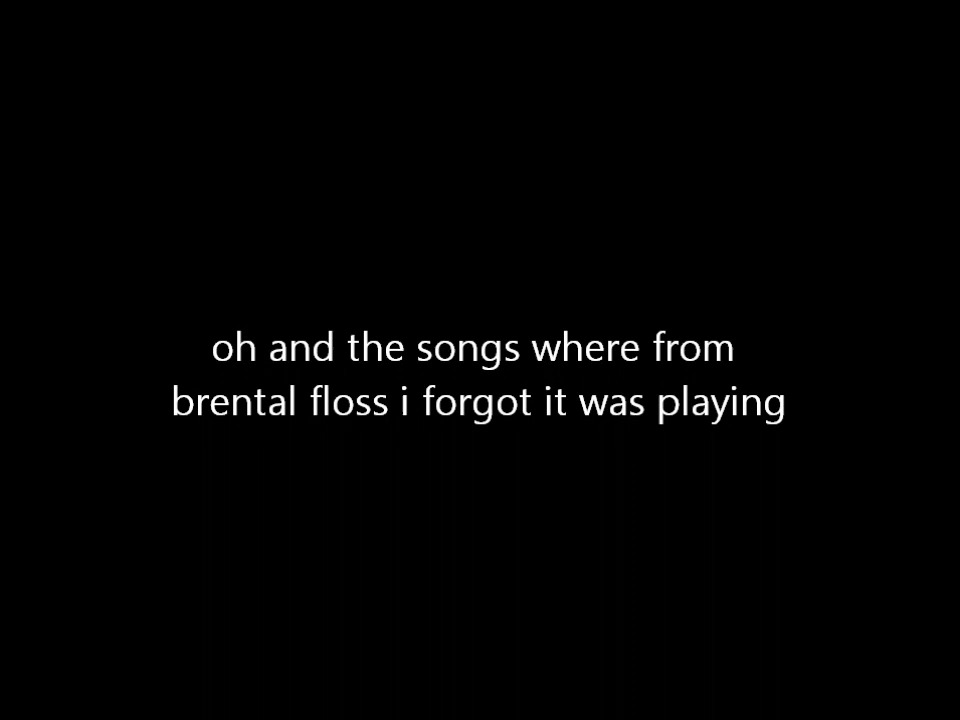 oh and the songs where from
brental floss i forgot it was playing